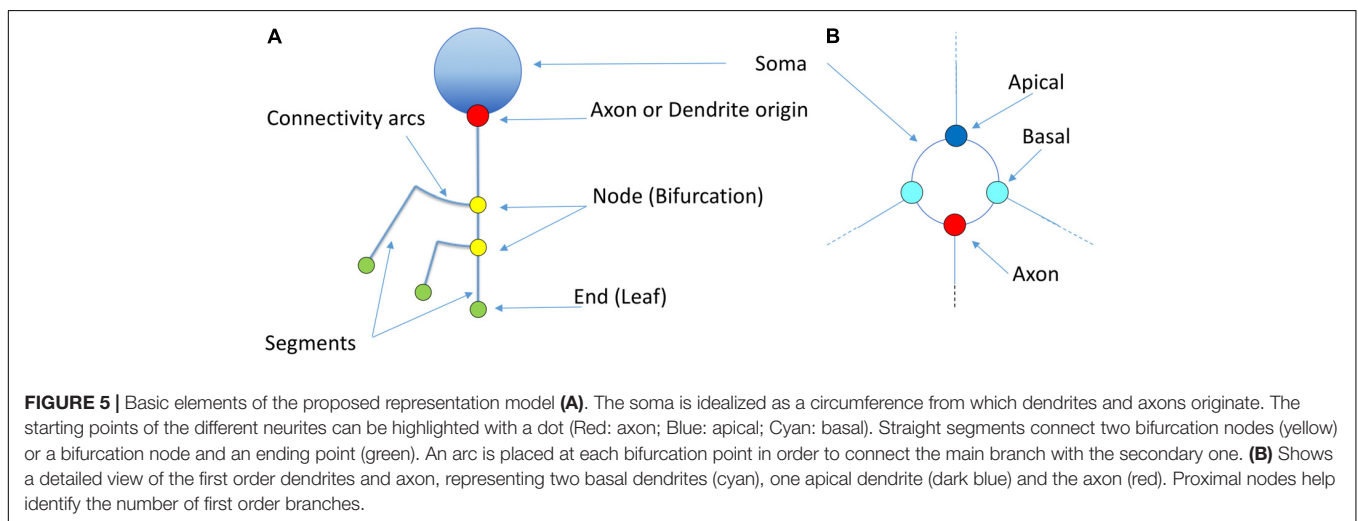 A
B
Soma
Apical
Connectivity arcs
Axon or Dendrite origin
Basal
Node (Bifurcation)
Axon
End (Leaf)
Segments
FIGURE 5 | Basic elements of the proposed representation model (A). The soma is idealized as a circumference from which dendrites and axons originate. The
starting points of the different neurites can be highlighted with a dot (Red: axon; Blue: apical; Cyan: basal). Straight segments connect two bifurcation nodes (yellow)
or a bifurcation node and an ending point (green). An arc is placed at each bifurcation point in order to connect the main branch with the secondary one. (B) Shows
a detailed view of the first order dendrites and axon, representing two basal dendrites (cyan), one apical dendrite (dark blue) and the axon (red). Proximal nodes help
identify the number of first order branches.